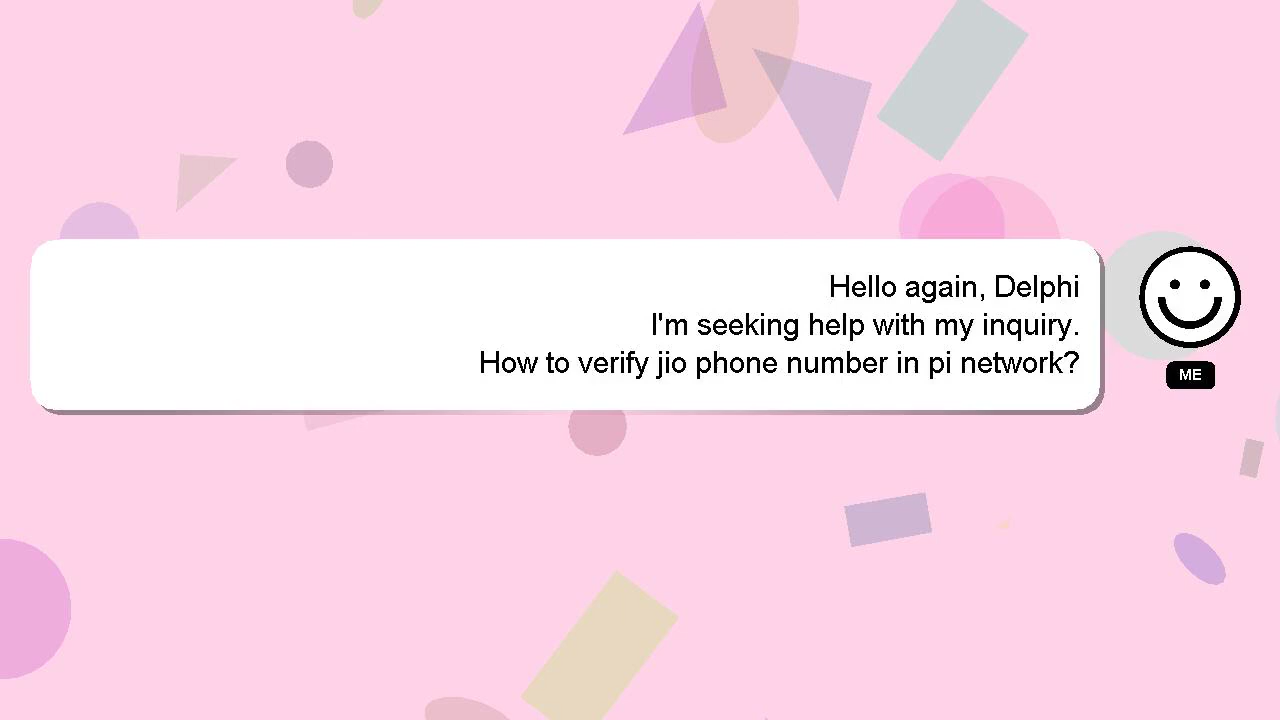 Hello again, Delphi
I'm seeking help with my inquiry.
How to verify jio phone number in pi network?
ME